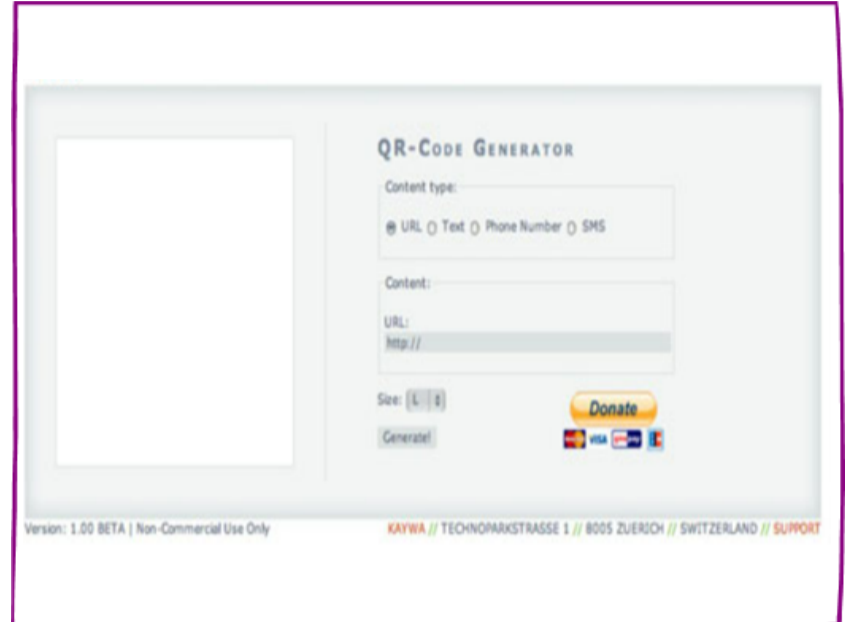 QR-Code Generator
Content type:
URL Text Phone Number SMS
Content:
URL:
http://
Size: L
Donate
Generate!
VISA
Version: 1.00 BETA | Non-Commercial Use Only
KAYWA // TECHNOPARKSTRASSE 1 // 8005 ZUERICH // SWITZERLAND // SUPPORT